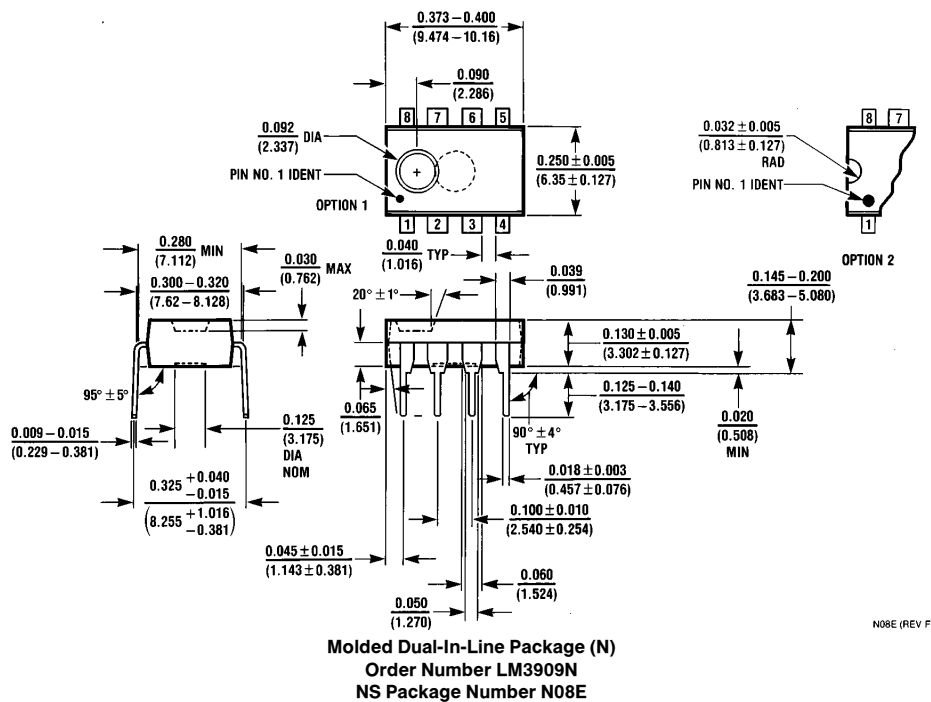 0.373 – 0.400
(9.474 – 10.16)
0.090
(2.286)
8 7 6 5
0.092 DIA
(2.337)
PIN NO. 1 IDENT
OPTION 1
0.250 ± 0.005
(6.35 ± 0.127)
1 2 3 4
0.032 ± 0.005
(0.813 ± 0.127)
RAD
PIN NO. 1 IDENT
8 7
1
OPTION 2
0.280 MIN
(7.112)
0.300 – 0.320
(7.62 – 8.128)
0.030 MAX
(0.762)
0.040 TYP
(1.016)
0.039
(0.991)
20° ± 1°
0.145 – 0.200
(3.683 – 5.080)
0.130 ± 0.005
(3.302 ± 0.127)
0.125 – 0.140
(3.175 – 3.556)
0.020
(0.508)
MIN
95° ± 5°
0.065
(1.651)
90° ± 4°
TYP
0.009 – 0.015
(0.229 – 0.381)
0.125
(3.175)
DIA
NOM
0.325 +0.040
−0.015
(8.255 +1.016
−0.381)
0.018 ± 0.003
(0.457 ± 0.076)
0.100 ± 0.010
(2.540 ± 0.254)
0.045 ± 0.015
(1.143 ± 0.381)
0.060
(1.524)
0.050
(1.270)
N08E (REV F
Molded Dual-In-Line Package (N)
Order Number LM3909N
NS Package Number N08E